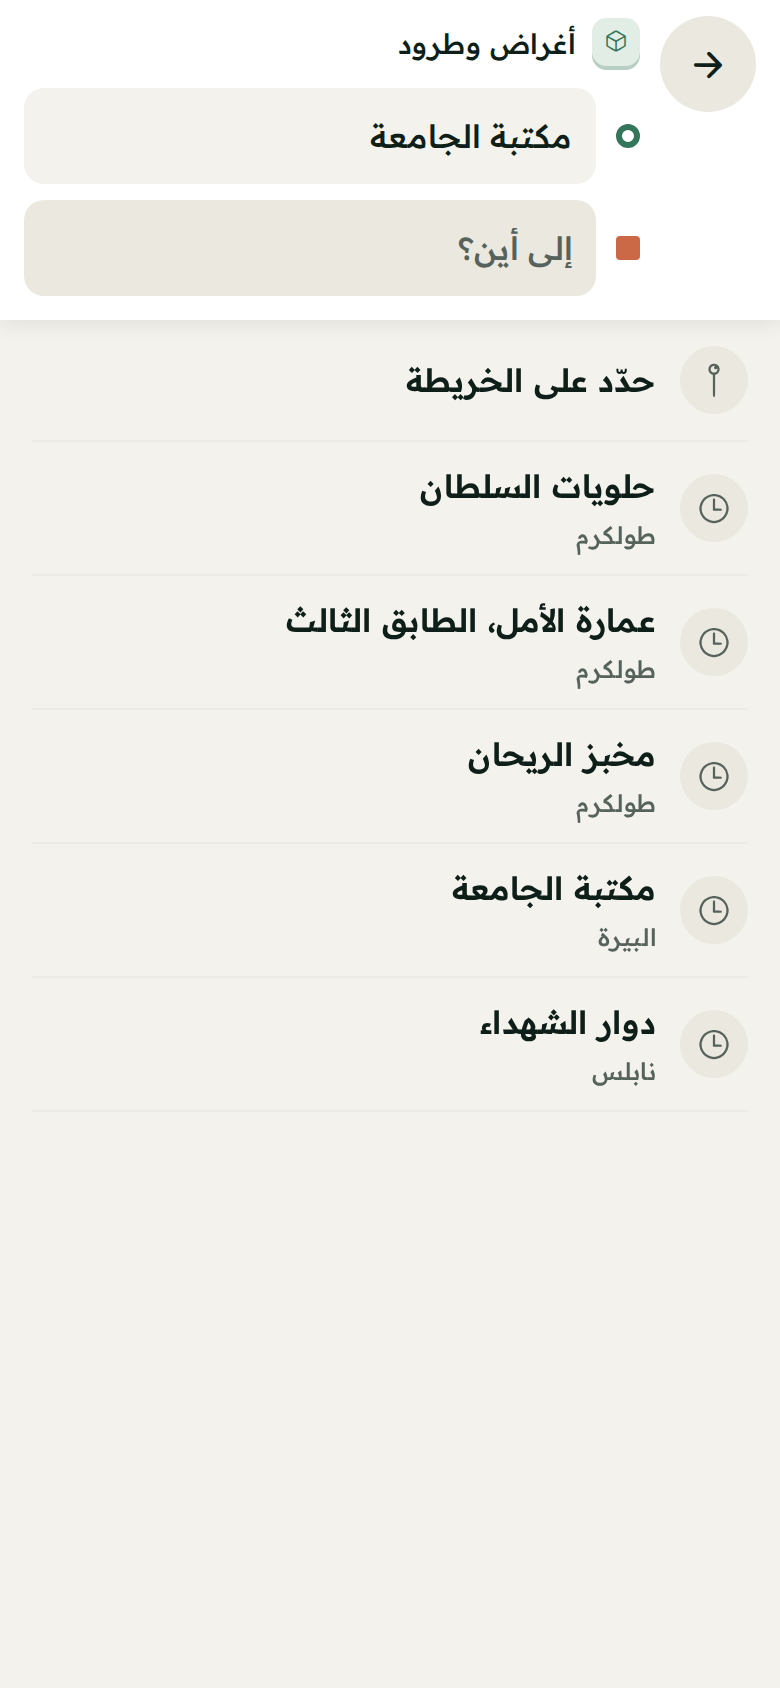 أغراض وطرود
مكتبة الجامعة
إلى أين؟
حدّد على الخريطة
حلويات السلطان
طولكرم
عمارة الأمل، الطابق الثالث
طولكرم
مخبز الريحان
طولكرم
مكتبة الجامعة
البيرة
دوار الشهداء
نابلس